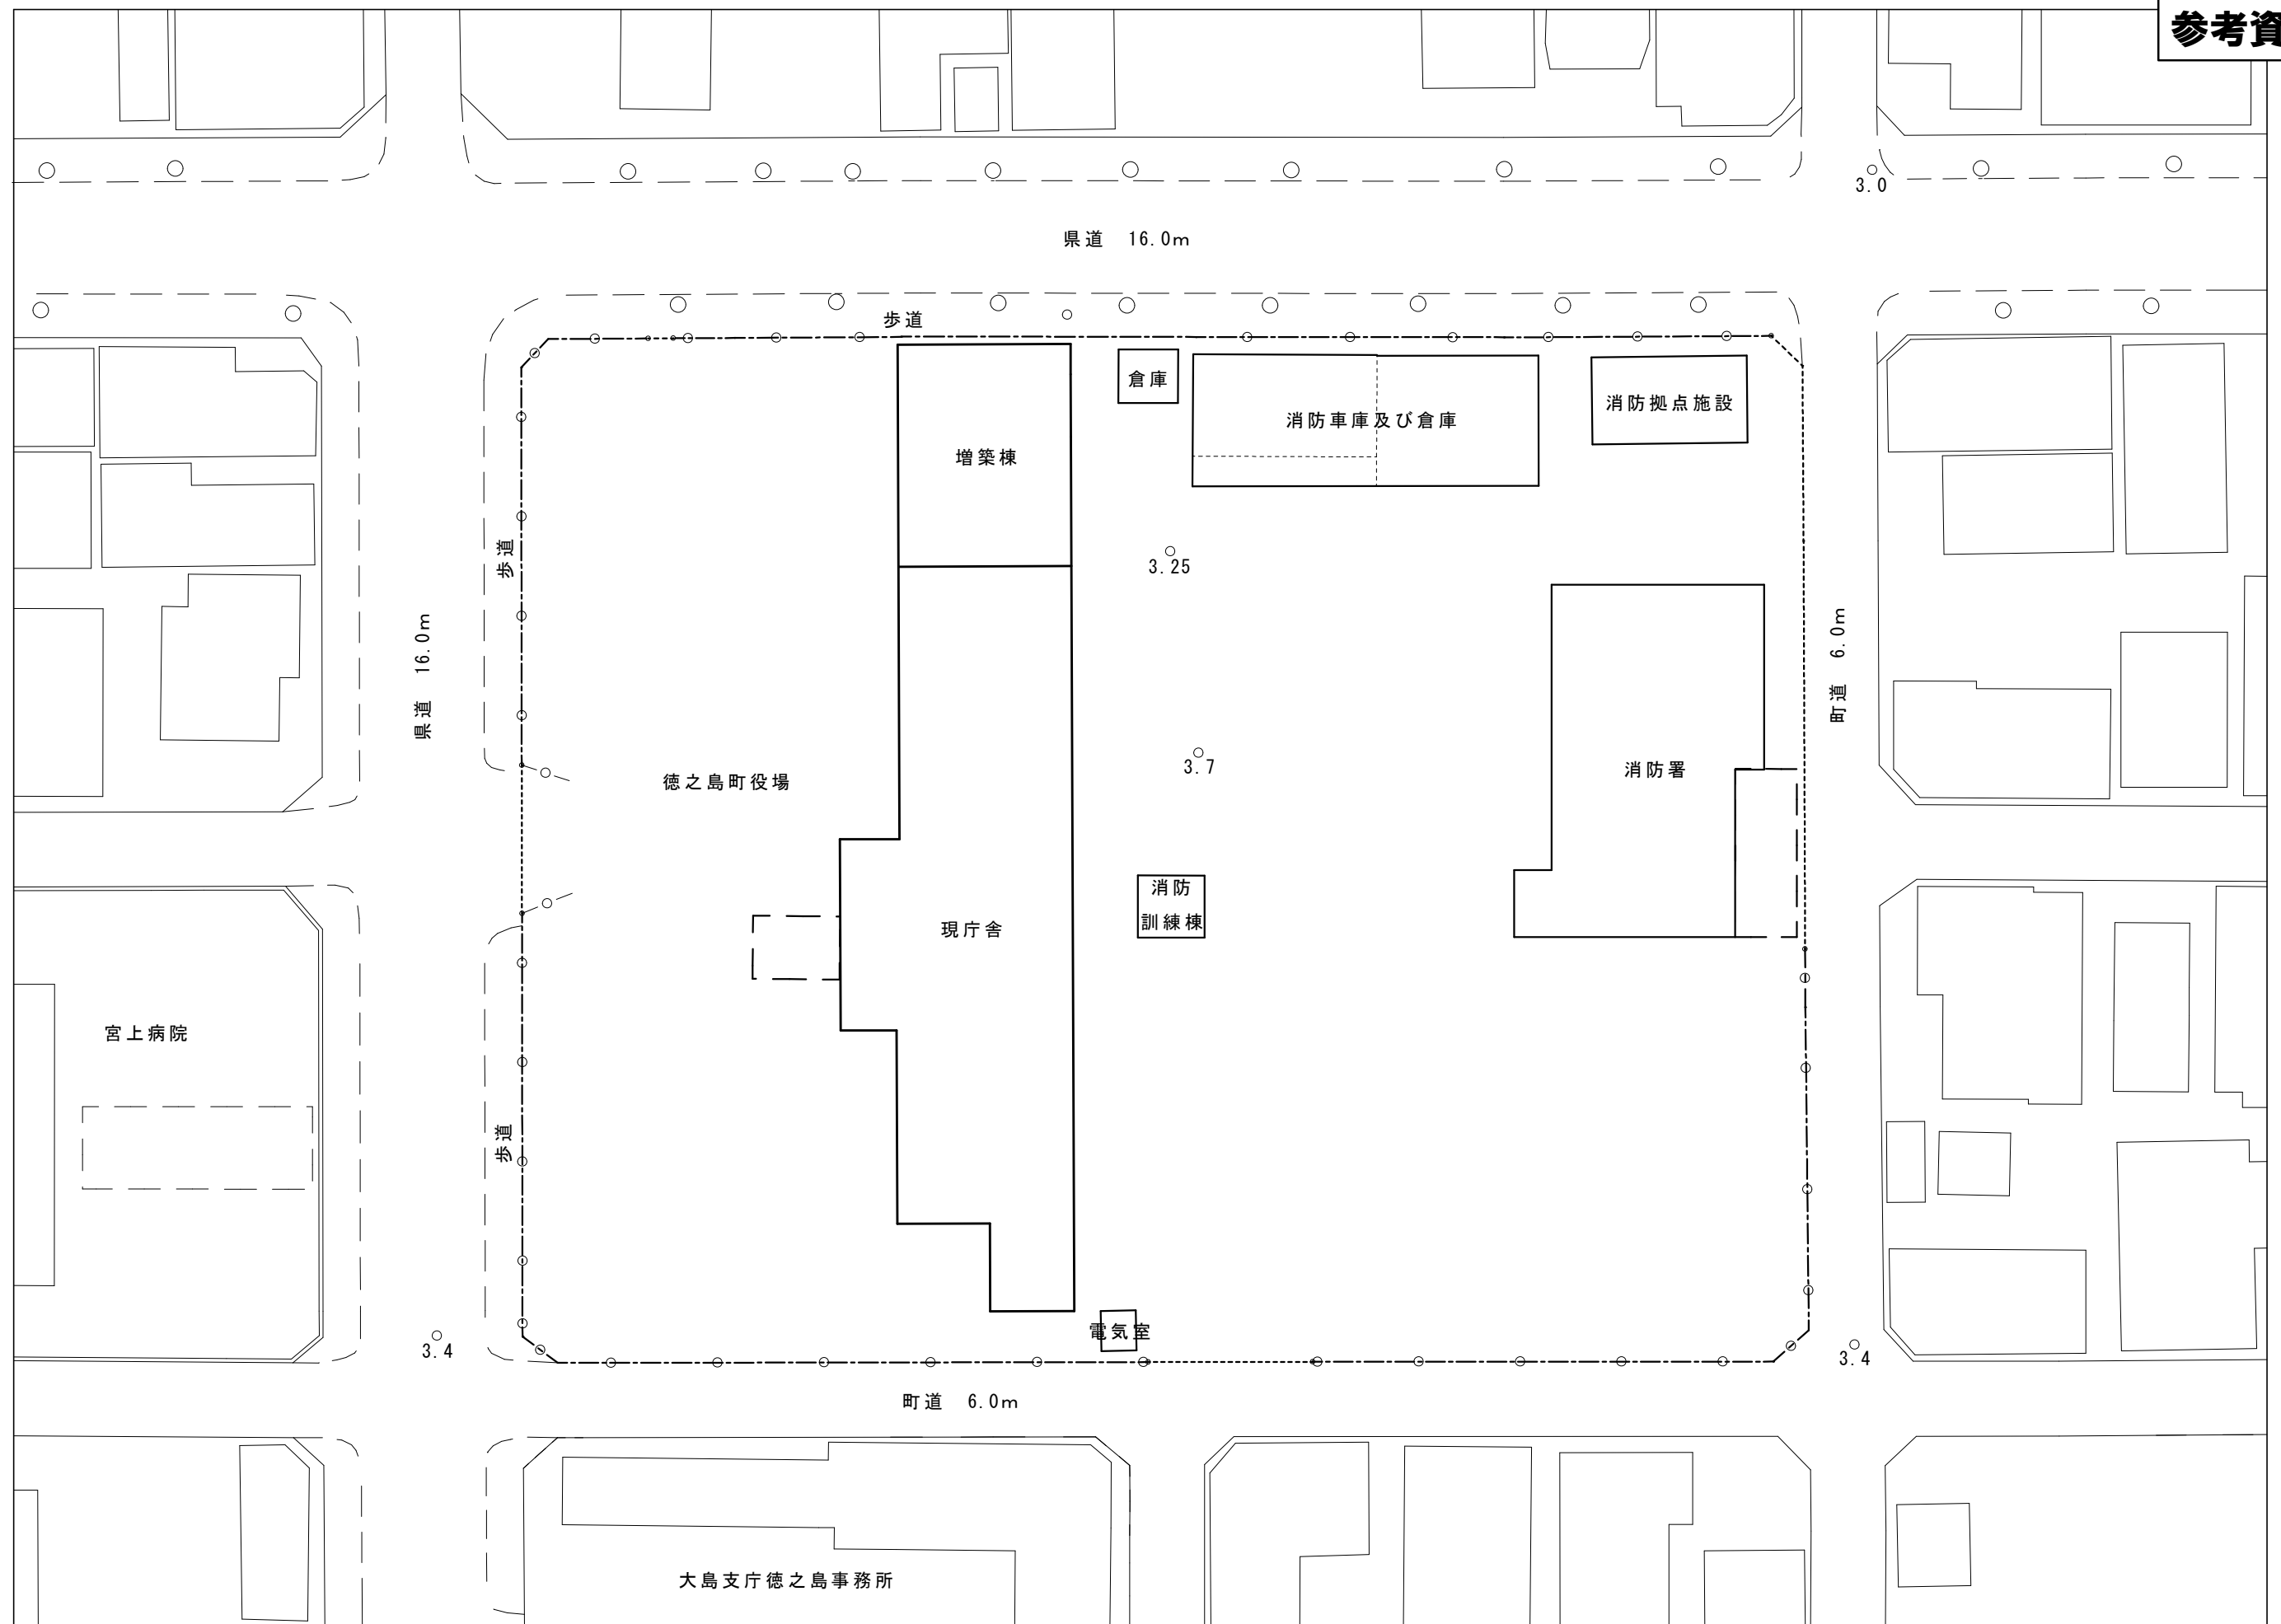 参考資
3.0
県道 16.0m
歩道
倉庫
消防車庫及び倉庫
消防拠点施設
増築棟
歩道
3.25
県道 16.0m
町道 6.0m
徳之島町役場
3.7
消防署
消防
訓練棟
現庁舎
宮上病院
歩道
電気室
3.4
3.4
町道 6.0m
大島支庁徳之島事務所